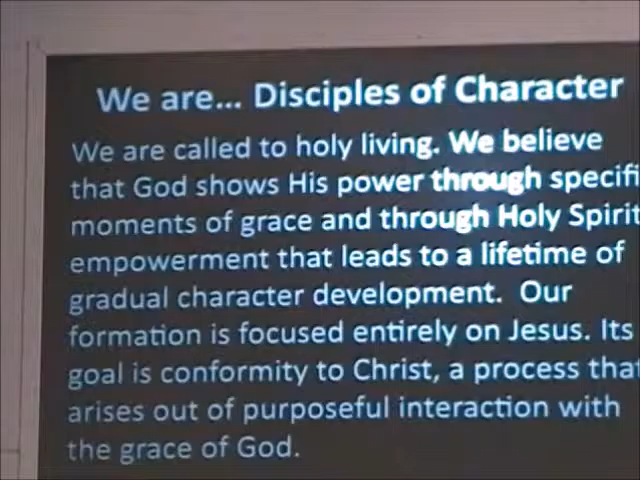 We are... Disciples of Character
We are called to holy living. We believe
that God shows His power through specifi
moments of grace and through Holy Spirit
empowerment that leads to a lifetime of
gradual character development. Our
formation is focused entirely on Jesus. Its
goal is conformity to Christ, a process that
arises out of purposeful interaction with
the grace of God.